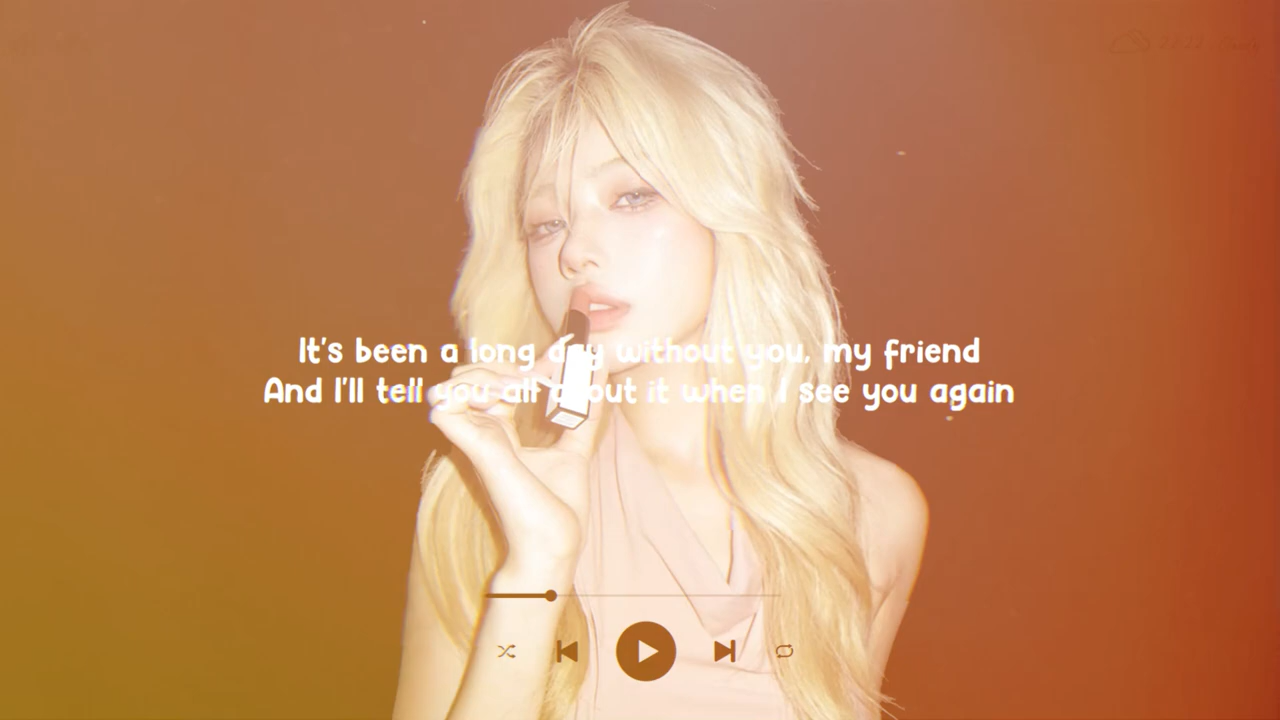 It's been a long day without you, my friend
And I'll tell you all about it when I see you again